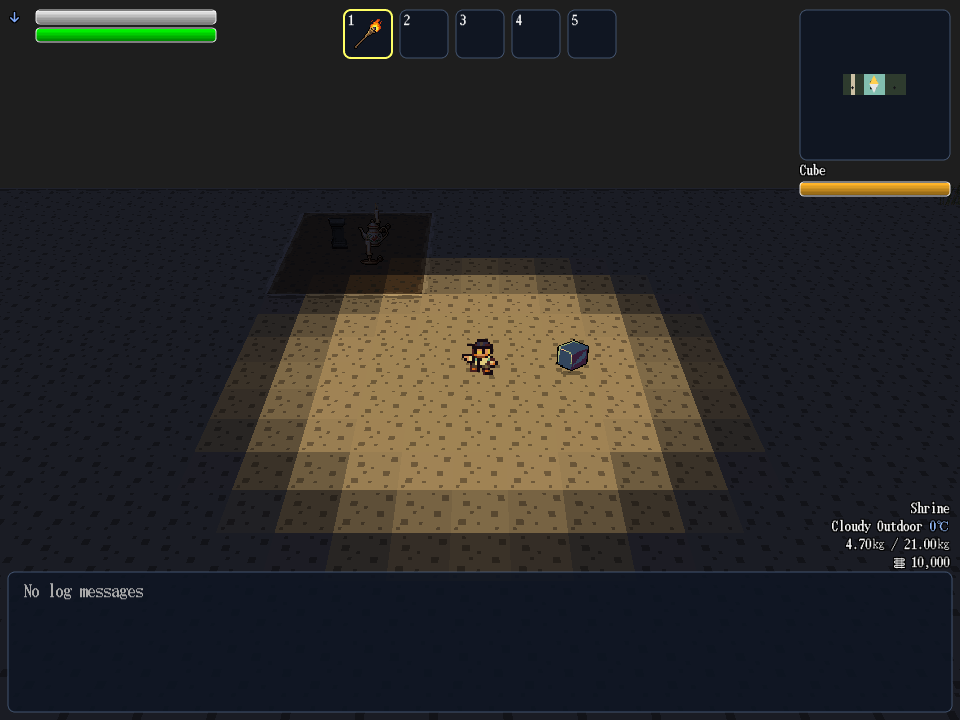 1 2 3 4 5
Cube
Shrine
Cloudy Outdoor 0℃
4.70kg / 21.00kg
10,000
No log messages